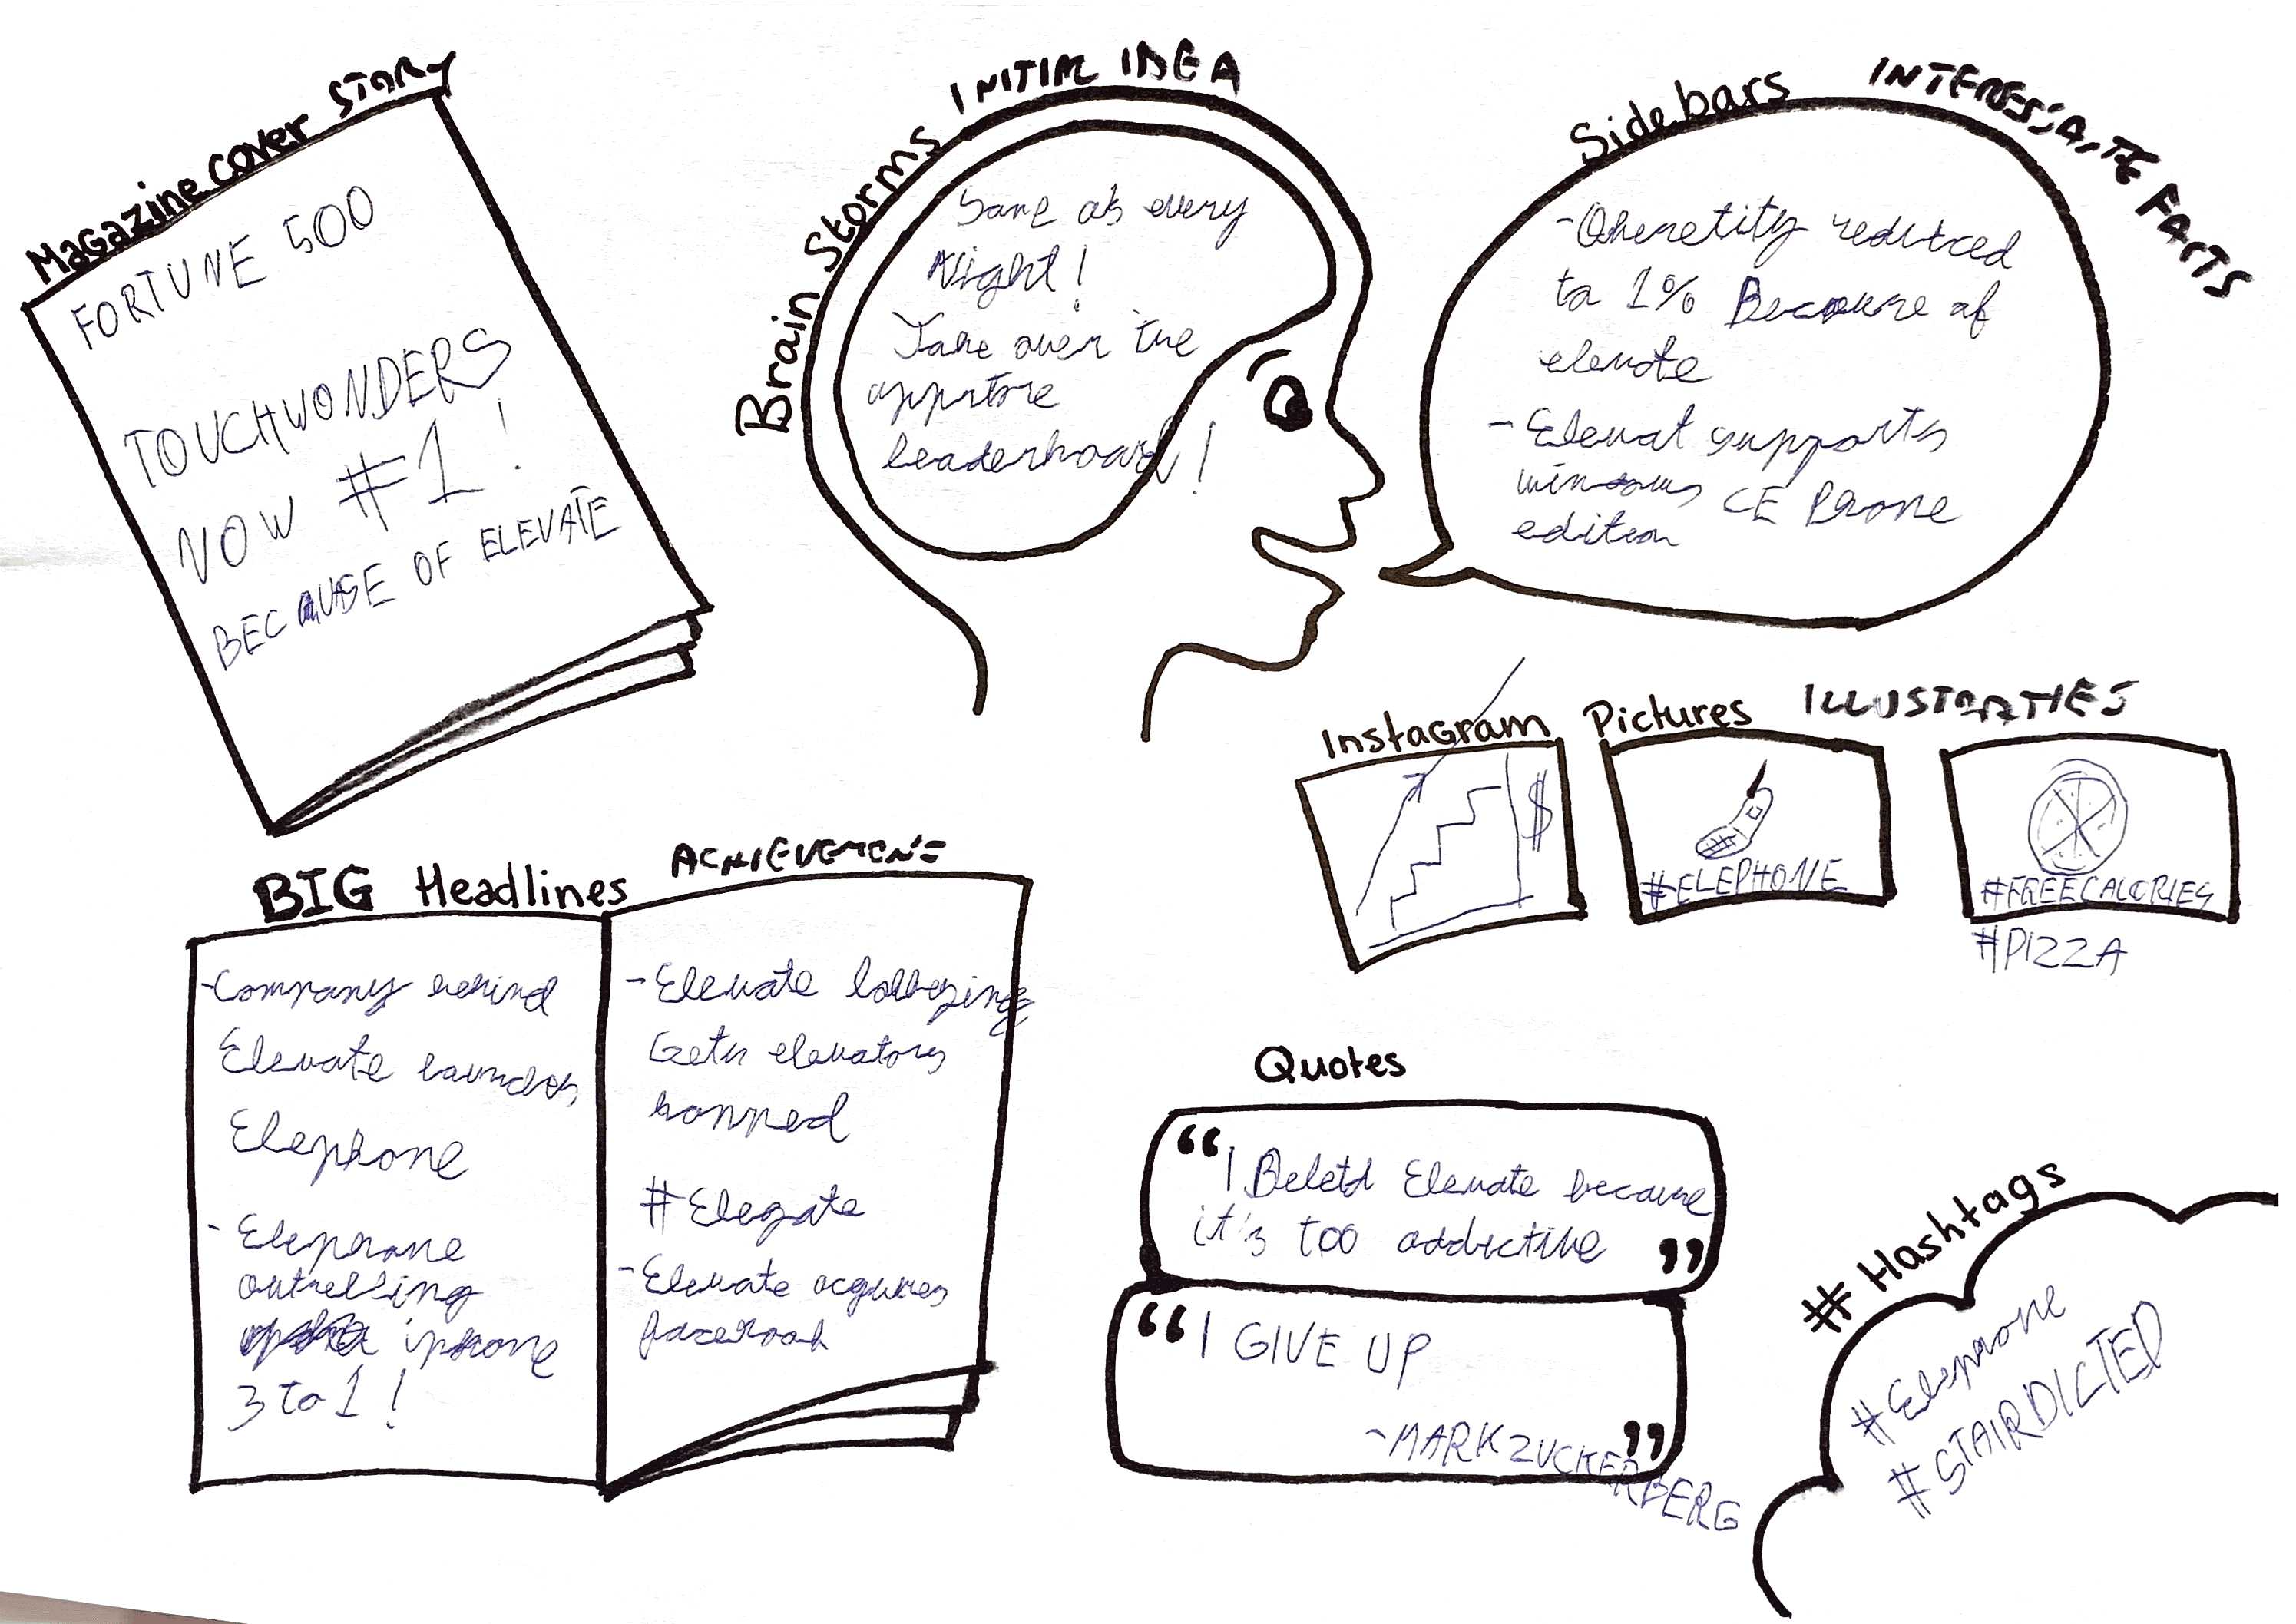 Magazine Cover STORY
FORTUNE 500
TOUCHWONDERS
NOW #1!
BECAUSE OF ELEVATE
Brain Storms INITIAL IDEA
Same as every
Night!
Take over the
appstore
leaderboard!
Sidebars INTERESSANTE FACTS
- reduced
to 1% Because of
elevate
- Elevat supports
windows CE Phone
edition
Instagram Pictures ILLUSTRATIES
$
#ELEPHONE
#FREECALORIES
#PIZZA
BIG Headlines ACHIEVEMENT
- Company behind
Elevate launches
Elephone
- Elephone
outselling
iphone
3 to 1!
- Elevate lobbying
Gets elevators
banned
#Elegate
- Elevate acquires
facebook
Quotes
“I Deletd Elevate because
it's too addictive”
“I GIVE UP
~MARK ZUCKERBERG”
# Hashtags
#Elephone
#STAIRDICTED